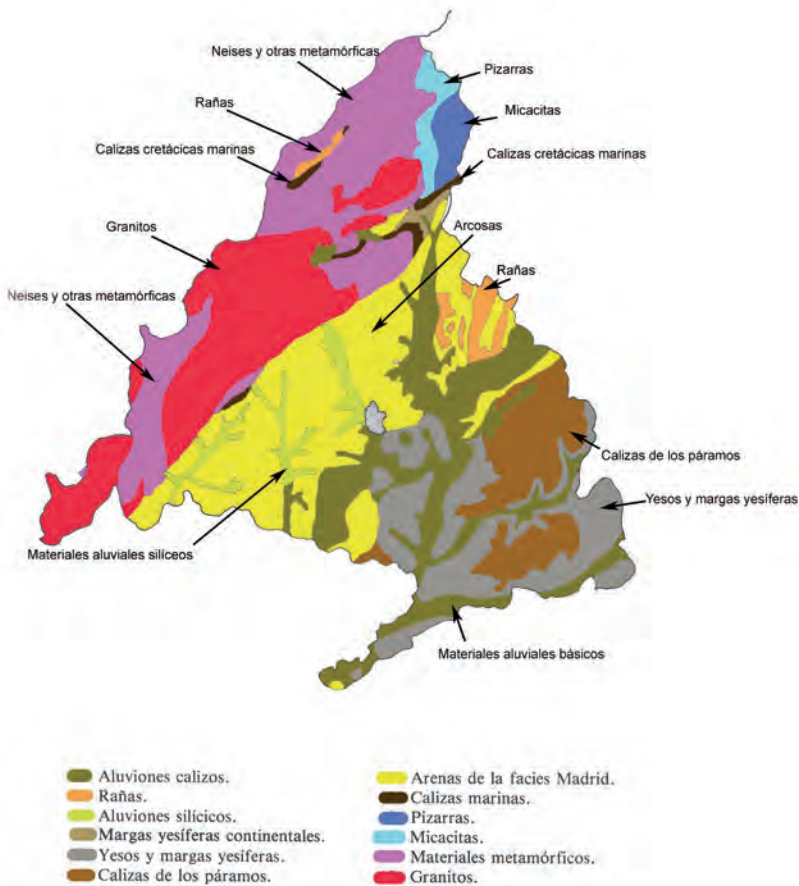 Neises y otras metamórficas
Pizarras
Rañas
Micacitas
Calizas cretácicas marinas
Calizas cretácicas marinas
Granitos
Arcosas
Rañas
Neises y otras metamórficas
Calizas de los páramos
Yesos y margas yesíferas
Materiales aluviales silíceos
Materiales aluviales básicos
Aluviones calizos.
Rañas.
Aluviones silícicos.
Margas yesíferas continentales.
Yesos y margas yesíferas.
Calizas de los páramos.
Arenas de la facies Madrid.
Calizas marinas.
Pizarras.
Micacitas.
Materiales metamórficos.
Granitos.